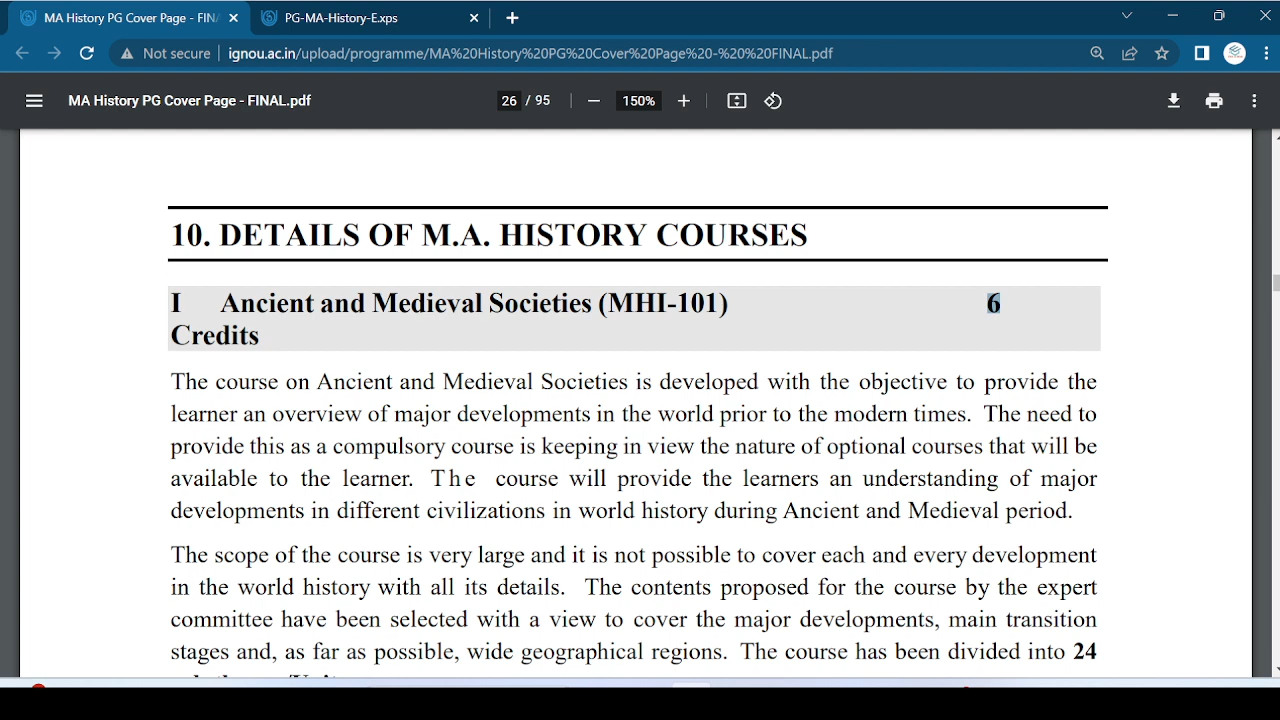 MA History PG Cover Page - FIN
PG-MA-History-E.xps
Not secure
ignou.ac.in/upload/programme/MA%20History%20PG%20Cover%20Page%20-%20%20FINAL.pdf
MA History PG Cover Page - FINAL.pdf
26 / 95
150%
10. DETAILS OF M.A. HISTORY COURSES
I Ancient and Medieval Societies (MHI-101) 6
Credits
The course on Ancient and Medieval Societies is developed with the objective to provide the
learner an overview of major developments in the world prior to the modern times. The need to
provide this as a compulsory course is keeping in view the nature of optional courses that will be
available to the learner. The course will provide the learners an understanding of major
developments in different civilizations in world history during Ancient and Medieval period.
The scope of the course is very large and it is not possible to cover each and every development
in the world history with all its details. The contents proposed for the course by the expert
committee have been selected with a view to cover the major developments, main transition
stages and, as far as possible, wide geographical regions. The course has been divided into 24